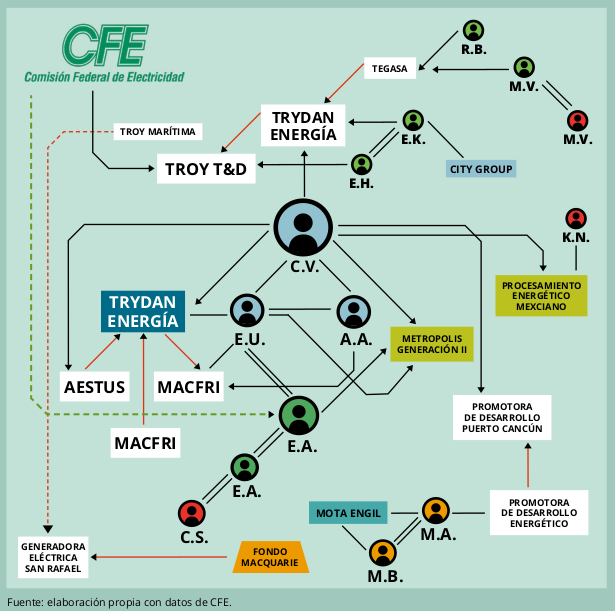 CFE
Comisión Federal de Electricidad
R.B.
TEGASA
M.V.
M.V.
TRYDAN
ENERGÍA
TROY MARÍTIMA
E.K.
TROY T&D
E.H.
CITY GROUP
K.N.
C.V.
PROCESAMIENTO
ENERGÉTICO
MEXCIANO
TRYDAN
ENERGÍA
E.U.
A.A.
METROPOLIS
GENERACIÓN II
AESTUS
MACFRI
PROMOTORA
DE DESARROLLO
PUERTO CANCÚN
MACFRI
E.A.
E.A.
C.S.
MOTA ENGIL
M.A.
PROMOTORA
DE DESARROLLO
ENERGÉTICO
GENERADORA
ELÉCTRICA
SAN RAFAEL
FONDO
MACQUARIE
M.B.
Fuente: elaboración propia con datos de CFE.